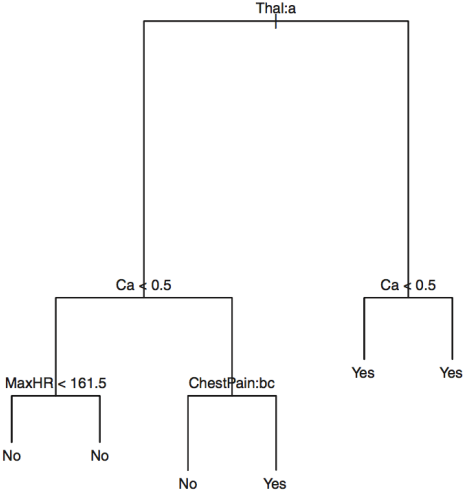 Thal:a
Ca < 0.5
Ca < 0.5
MaxHR < 161.5
ChestPain:bc
Yes
Yes
No
No
No
Yes